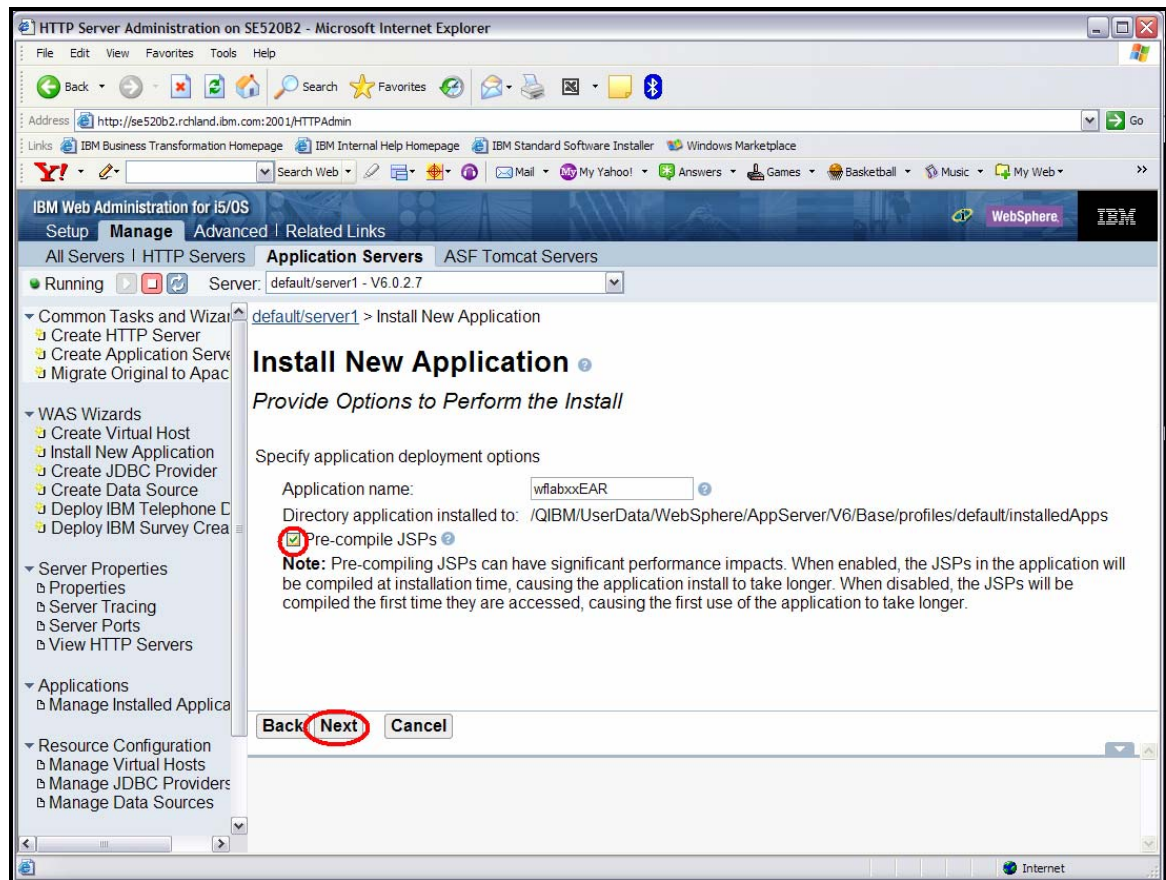 HTTP Server Administration on SE520B2 - Microsoft Internet Explorer
File Edit View Favorites Tools Help
Back Search Favorites
Address http://se520b2.rchland.ibm.com:2001/HTTPAdmin Go
Links IBM Business Transformation Homepage IBM Internal Help Homepage IBM Standard Software Installer Windows Marketplace
Y! Search Web Mail My Yahoo! Answers Games Basketball Music My Web »
IBM Web Administration for i5/OS
WebSphere. IBM
Setup Manage Advanced | Related Links
All Servers | HTTP Servers Application Servers ASF Tomcat Servers
Running Server: default/server1 - V6.0.2.7
Common Tasks and Wizar
Create HTTP Server
Create Application Serve
Migrate Original to Apac
WAS Wizards
Create Virtual Host
Install New Application
Create JDBC Provider
Create Data Source
Deploy IBM Telephone D
Deploy IBM Survey Crea
Server Properties
Properties
Server Tracing
Server Ports
View HTTP Servers
Applications
Manage Installed Applica
Resource Configuration
Manage Virtual Hosts
Manage JDBC Providers
Manage Data Sources
default/server1 > Install New Application
Install New Application
Provide Options to Perform the Install
Specify application deployment options
Application name: wflabxxEAR
Directory application installed to: /QIBM/UserData/WebSphere/AppServer/V6/Base/profiles/default/installedApps
Pre-compile JSPs
Note: Pre-compiling JSPs can have significant performance impacts. When enabled, the JSPs in the application will
be compiled at installation time, causing the application install to take longer. When disabled, the JSPs will be
compiled the first time they are accessed, causing the first use of the application to take longer.
Back Next Cancel
Internet